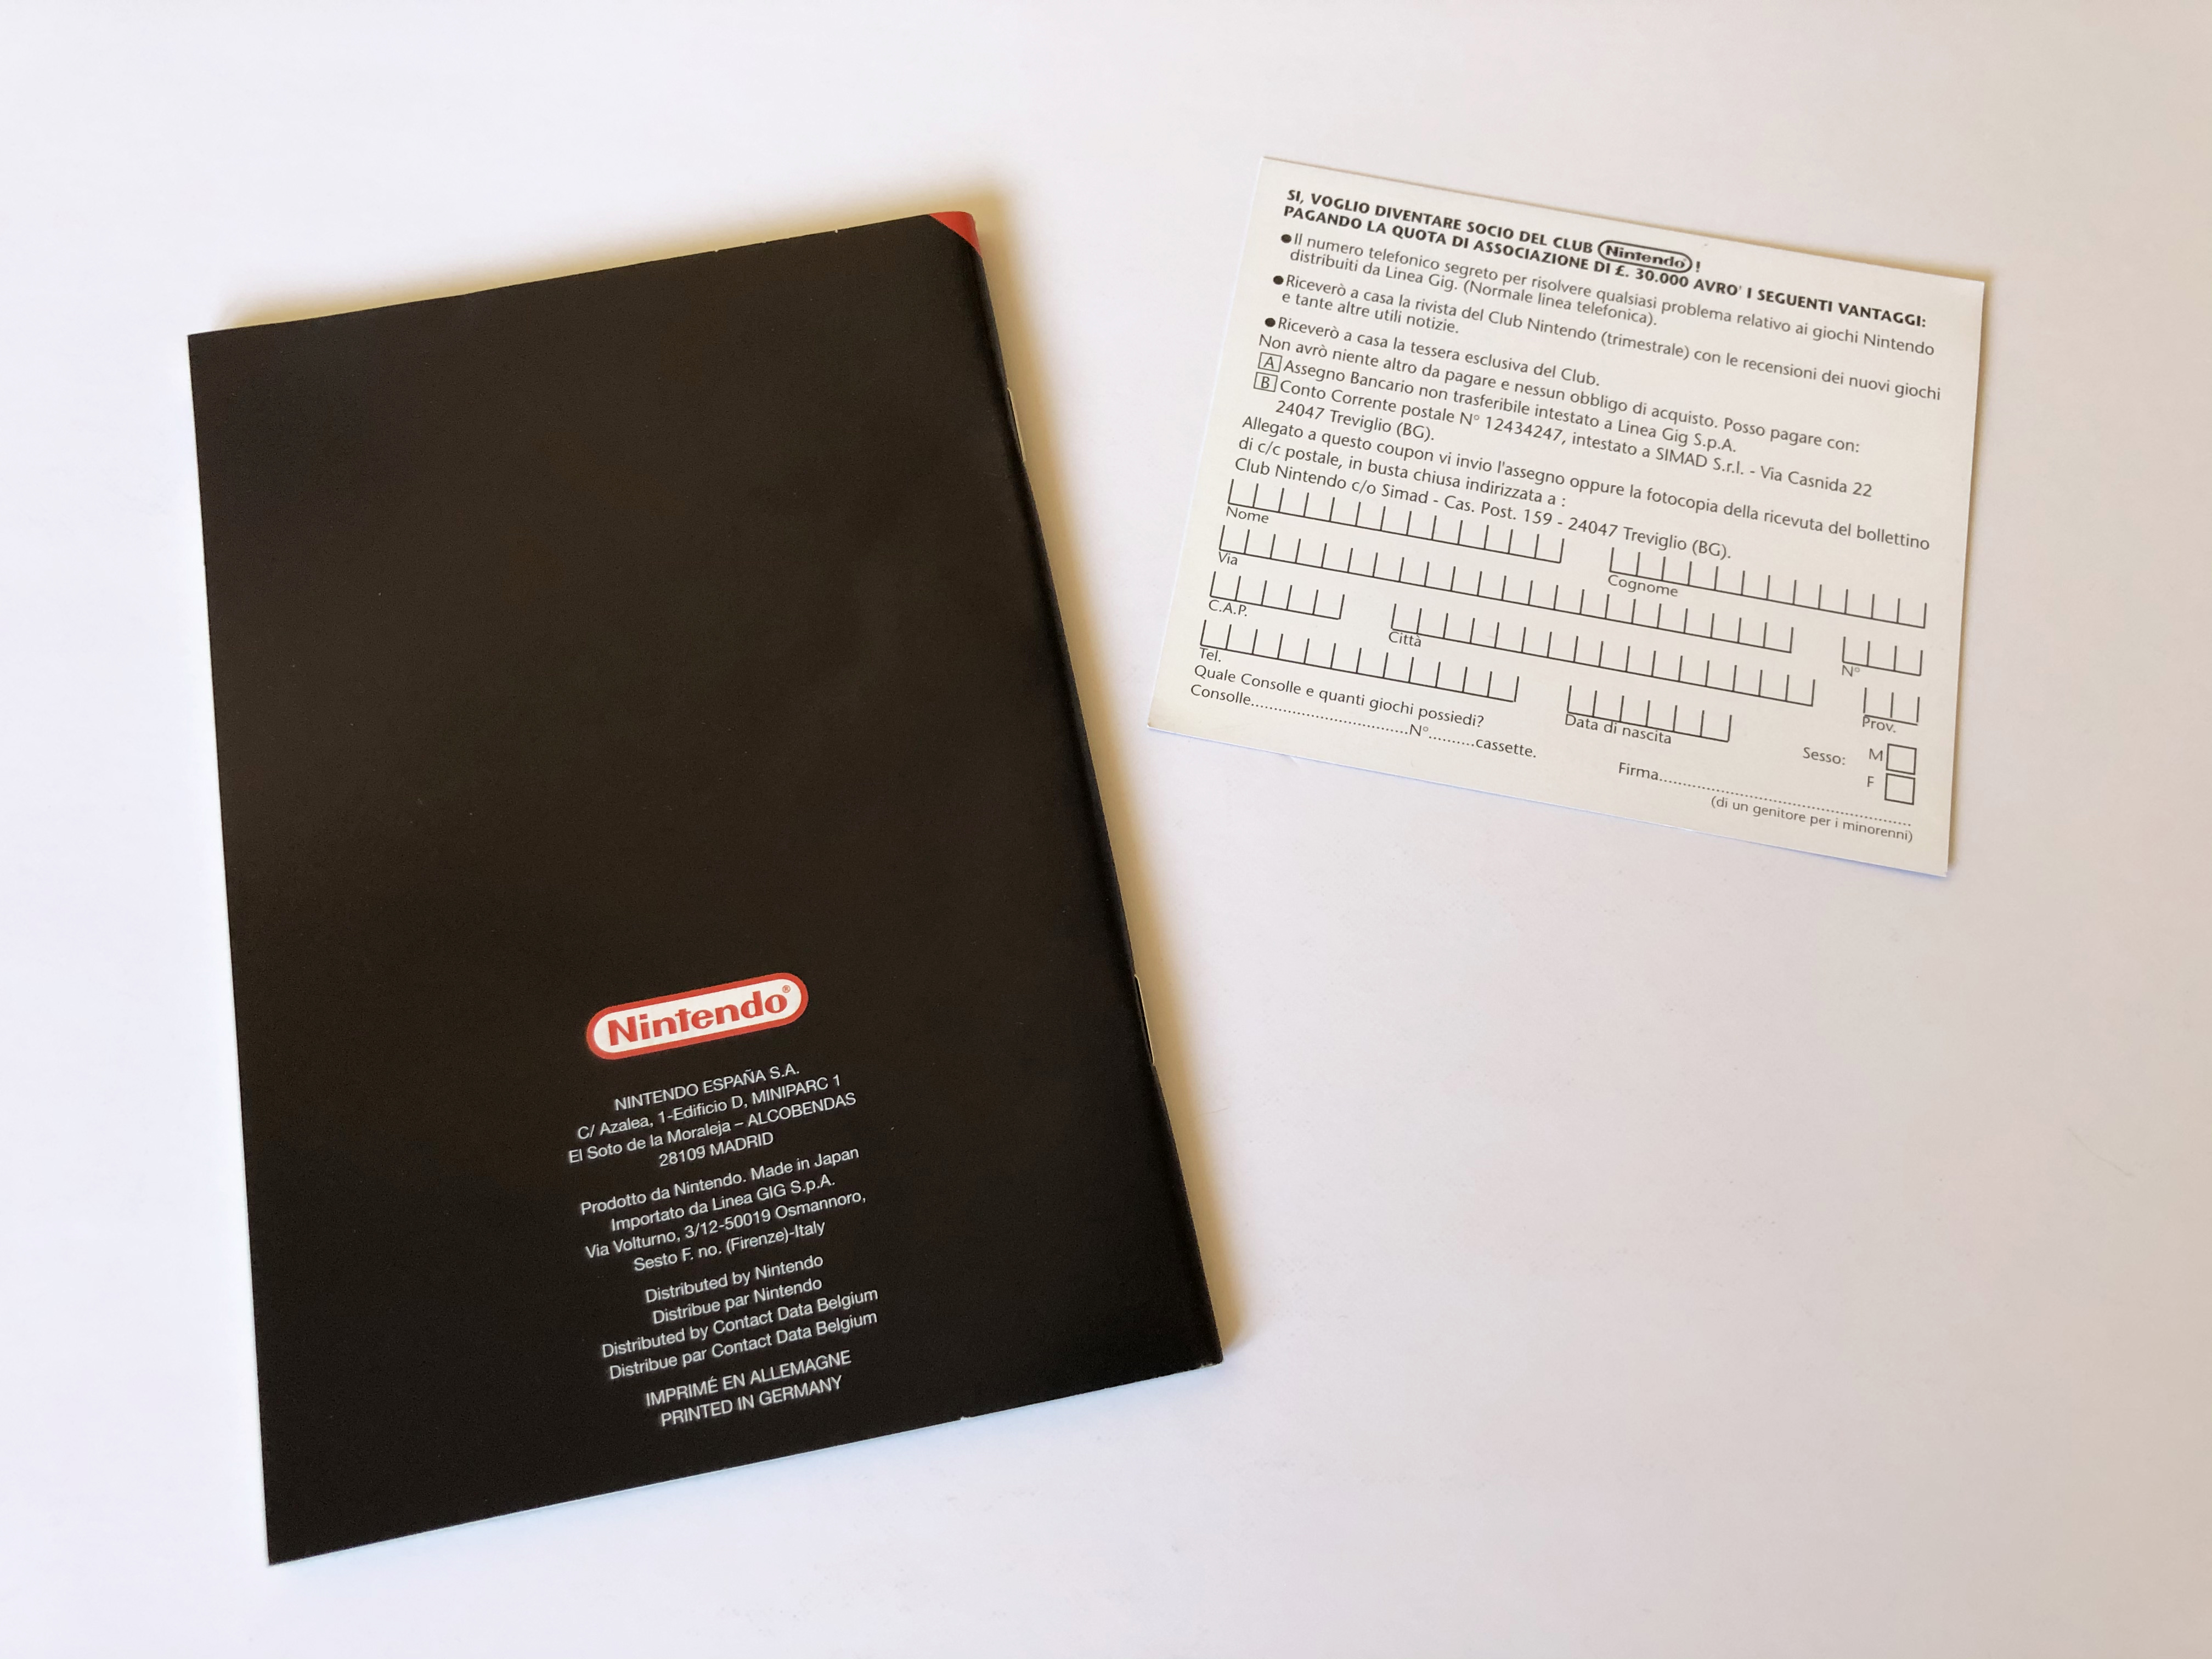 Nintendo®
NINTENDO ESPAÑA S.A.
C/ Azalea, 1-Edificio D, MINIPARC 1
El Soto de la Moraleja – ALCOBENDAS
28109 MADRID
Prodotto da Nintendo. Made in Japan
Importato da Linea GIG S.p.A.
Via Volturno, 3/12-50019 Osmannoro,
Sesto F. no. (Firenze)-Italy
Distributed by Nintendo
Distribue par Nintendo
Distributed by Contact Data Belgium
Distribue par Contact Data Belgium
IMPRIMÉ EN ALLEMAGNE
PRINTED IN GERMANY
SI, VOGLIO DIVENTARE SOCIO DEL CLUB Nintendo !
PAGANDO LA QUOTA DI ASSOCIAZIONE DI £. 30.000 AVRO' I SEGUENTI VANTAGGI:
●Il numero telefonico segreto per risolvere qualsiasi problema relativo ai giochi Nintendo
distribuiti da Linea Gig. (Normale linea telefonica).
●Riceverò a casa la rivista del Club Nintendo (trimestrale) con le recensioni dei nuovi giochi
e tante altre utili notizie.
●Riceverò a casa la tessera esclusiva del Club.
Non avrò niente altro da pagare e nessun obbligo di acquisto. Posso pagare con:
A Assegno Bancario non trasferibile intestato a Linea Gig S.p.A.
B Conto Corrente postale N° 12434247, intestato a SIMAD S.r.l. - Via Casnida 22
24047 Treviglio (BG).
Allegato a questo coupon vi invio l'assegno oppure la fotocopia della ricevuta del bollettino
di c/c postale, in busta chiusa indirizzata a :
Club Nintendo c/o Simad - Cas. Post. 159 - 24047 Treviglio (BG).
Nome Cognome
Via N°
C.A.P. Città Prov.
Tel. Data di nascita Sesso: M
F
Quale Consolle e quanti giochi possiedi?
Consolle..................................N°..........cassette.
Firma......................................................
(di un genitore per i minorenni)